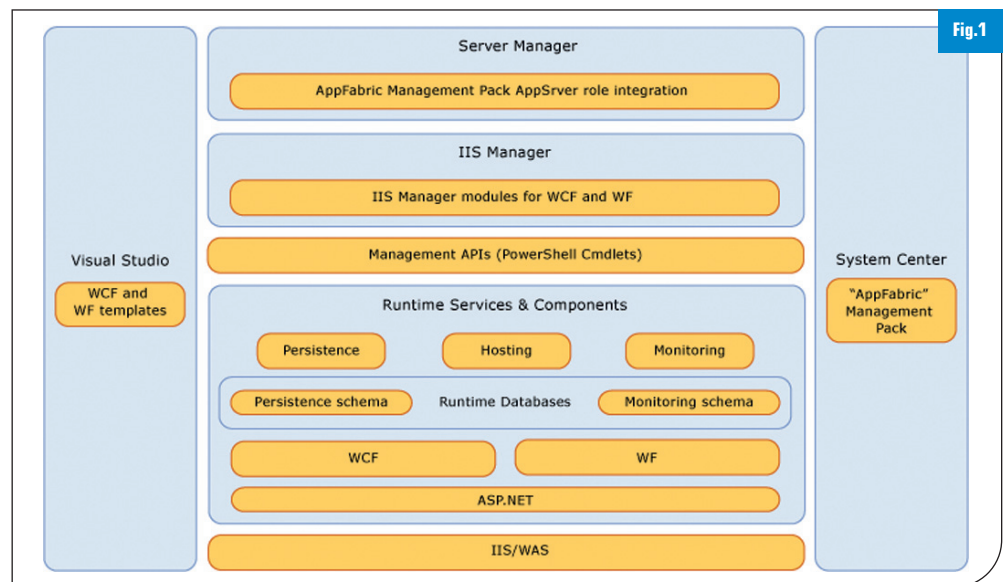 Fig.1
Server Manager
AppFabric Management Pack AppSrver role integration
IIS Manager
IIS Manager modules for WCF and WF
Management APIs (PowerShell Cmdlets)
Visual Studio
WCF and
WF templates
System Center
"AppFabric"
Management
Pack
Runtime Services & Components
Persistence
Hosting
Monitoring
Persistence schema
Runtime Databases
Monitoring schema
WCF
WF
ASP.NET
IIS/WAS